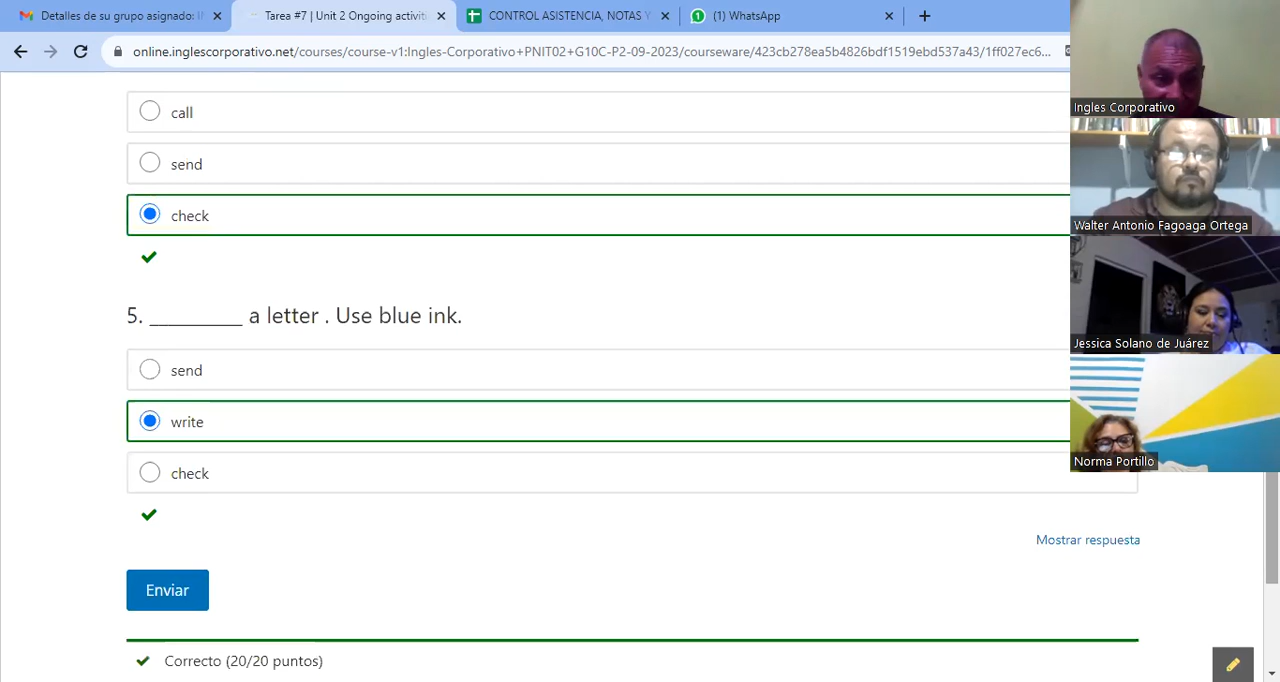 Detalles de su grupo asignado: I
Tarea #7 | Unit 2 Ongoing activiti
CONTROL ASISTENCIA, NOTAS Y
(1) WhatsApp
online.inglescorporativo.net/courses/course-v1:Ingles-Corporativo+PNIT02+G10C-P2-09-2023/courseware/423cb278ea5b4826bdf1519ebd537a43/1ff027ec6...
Ingles Corporativo
call
send
check
Walter Antonio Fagoaga Ortega
5. _________ a letter . Use blue ink.
Jessica Solano de Juárez
send
write
check
Norma Portillo
Mostrar respuesta
Enviar
Correcto (20/20 puntos)